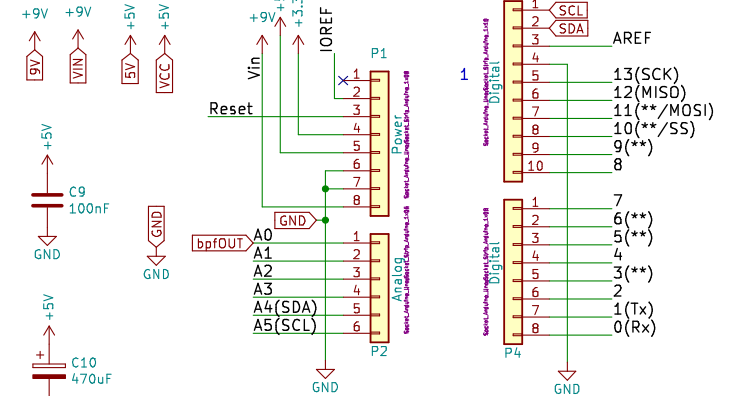 +9V
+9V
+5V
+5V
9V
VIN
5V
VCC
+5V
C9
100nF
GND
GND
GND
+5V
+
C10
470uF
+9V
+3.3
IOREF
Vin
P1
Reset
1
2
3
4
5
6
7
8
Power
GND
bpfOUT
A0
A1
A2
A3
A4(SDA)
A5(SCL)
1
2
3
4
5
6
Analog
P2
GND
1
Digital
1
2
3
4
5
6
7
8
9
10
SCL
SDA
AREF
13(SCK)
12(MISO)
11(**/MOSI)
10(**/SS)
9(**)
8
Digital
1
2
3
4
5
6
7
8
7
6(**)
5(**)
4
3(**)
2
1(Tx)
0(Rx)
P4
GND